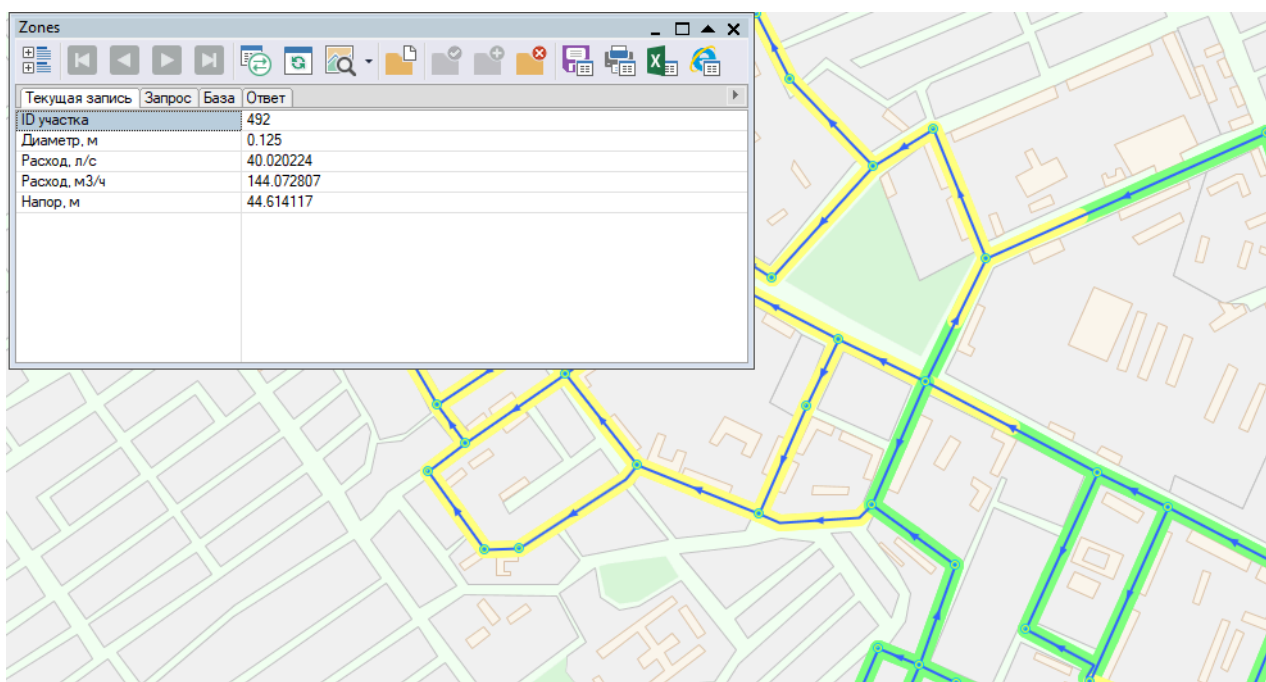 Zones
Текущая запись Запрос База Ответ
ID участка 492
Диаметр, м 0.125
Расход, л/с 40.020224
Расход, м3/ч 144.072807
Напор, м 44.614117